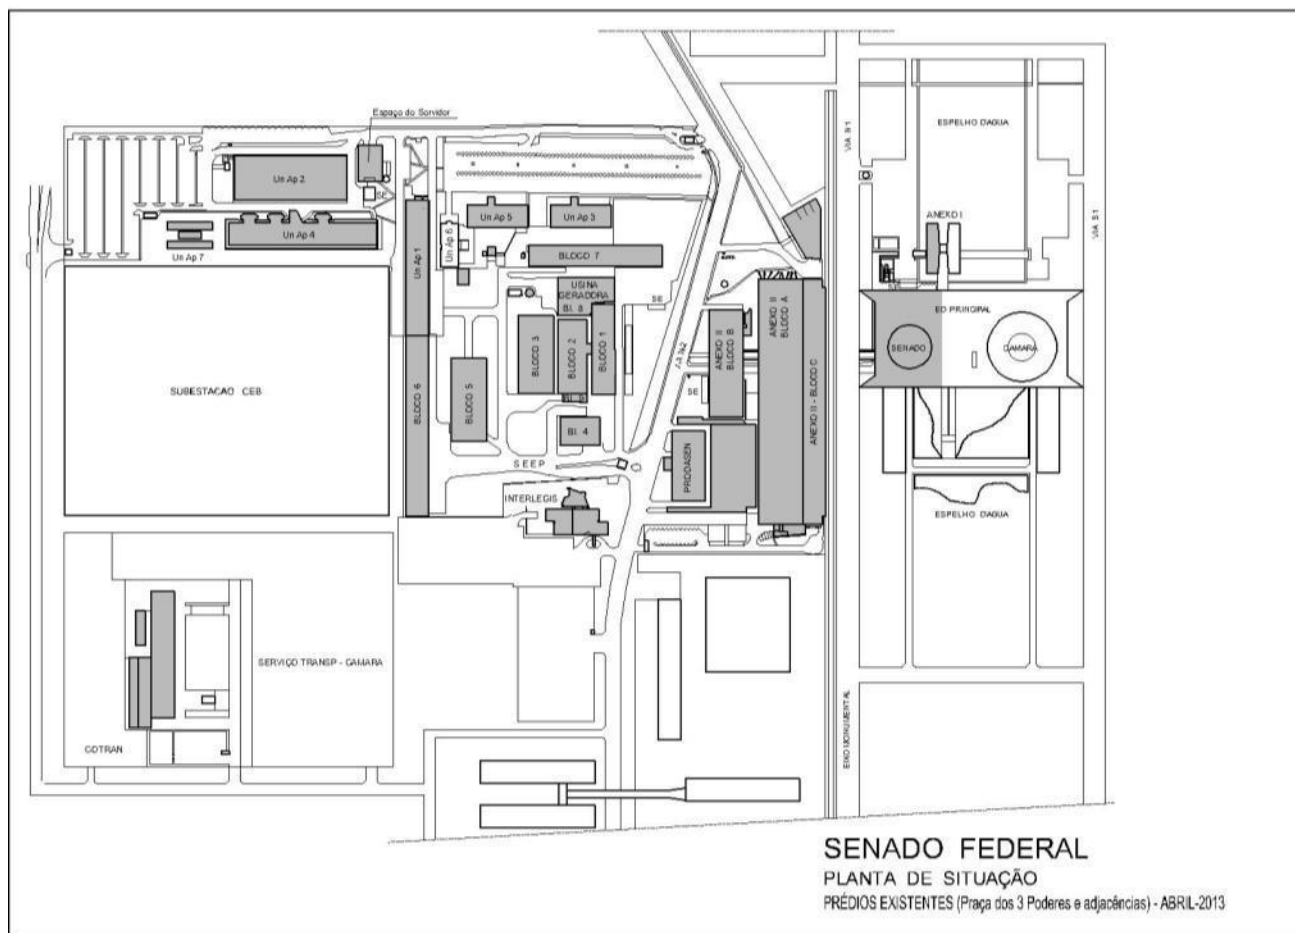 Espaço do Servidor
ESPELHO DAGUA
VIA N1
Un Ap 2
SE
Un Ap 5
Un Ap 3
ANEXO I
VIA S1
Un Ap 4
Un Ap 6
Un Ap 7
Un Ap 1
BLOCO 7
SE
USINA
GERADORA
Bl. 8
SE
ED PRINCIPAL
ANEXO II
BLOCO A
ANEXO II
BLOCO B
BLOCO 3
BLOCO 2
BLOCO 1
SENADO
CAMARA
SUBESTACAO CEB
BLOCO 6
BLOCO 5
SE
ANEXO II - BLOCO C
Bl. 4
SEEP
PRODASEN
INTERLEGIS
ESPELHO DAGUA
SERVIÇO TRANSP - CAMARA
EIXO MONUMENTAL
COTRAN
SENADO FEDERAL
PLANTA DE SITUAÇÃO
PRÉDIOS EXISTENTES (Praça dos 3 Poderes e adjacências) - ABRIL-2013